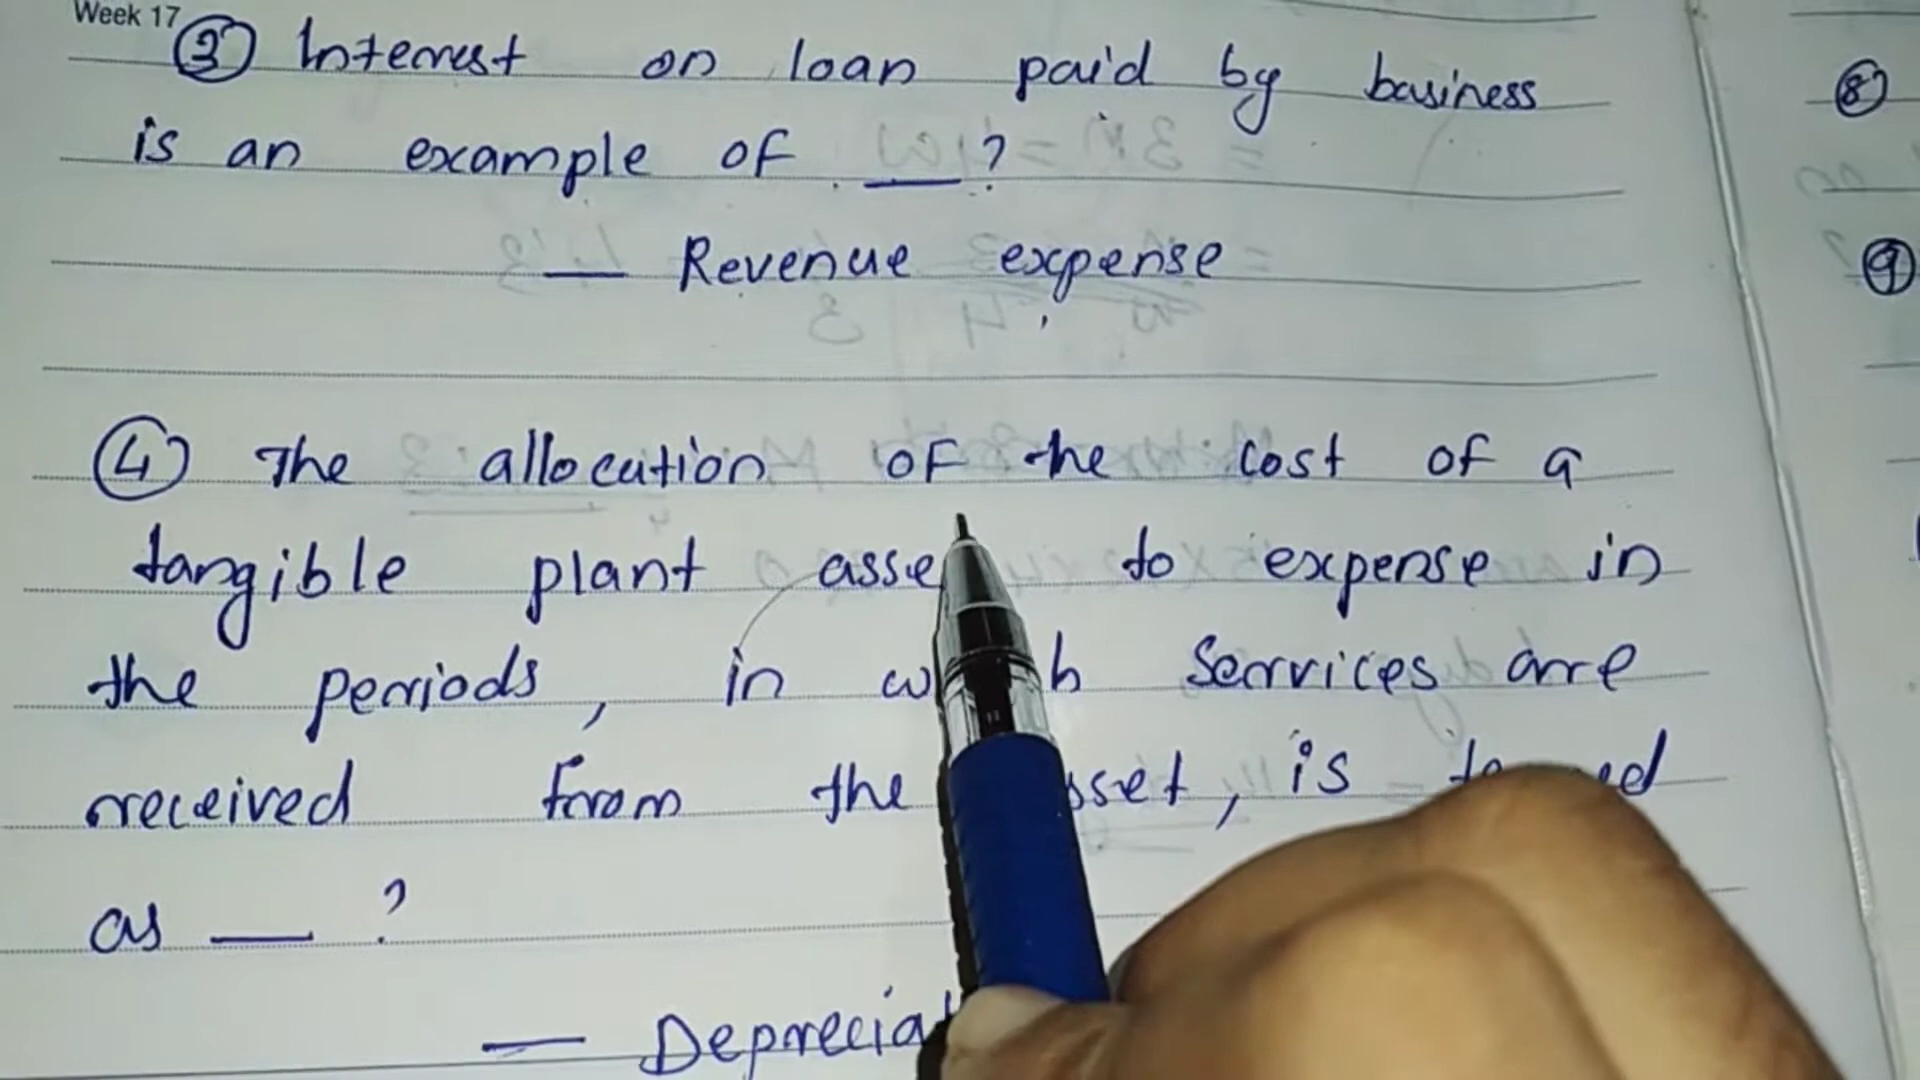 Week 17
③ Interest on loan paid by business
is an example of ___?
— Revenue expense
④ The allocation of the cost of a
tangible plant asse to expense in
the periods, in w h services are
received from the sset, is
as ___ ?
— Deprecia
⑧
⑨